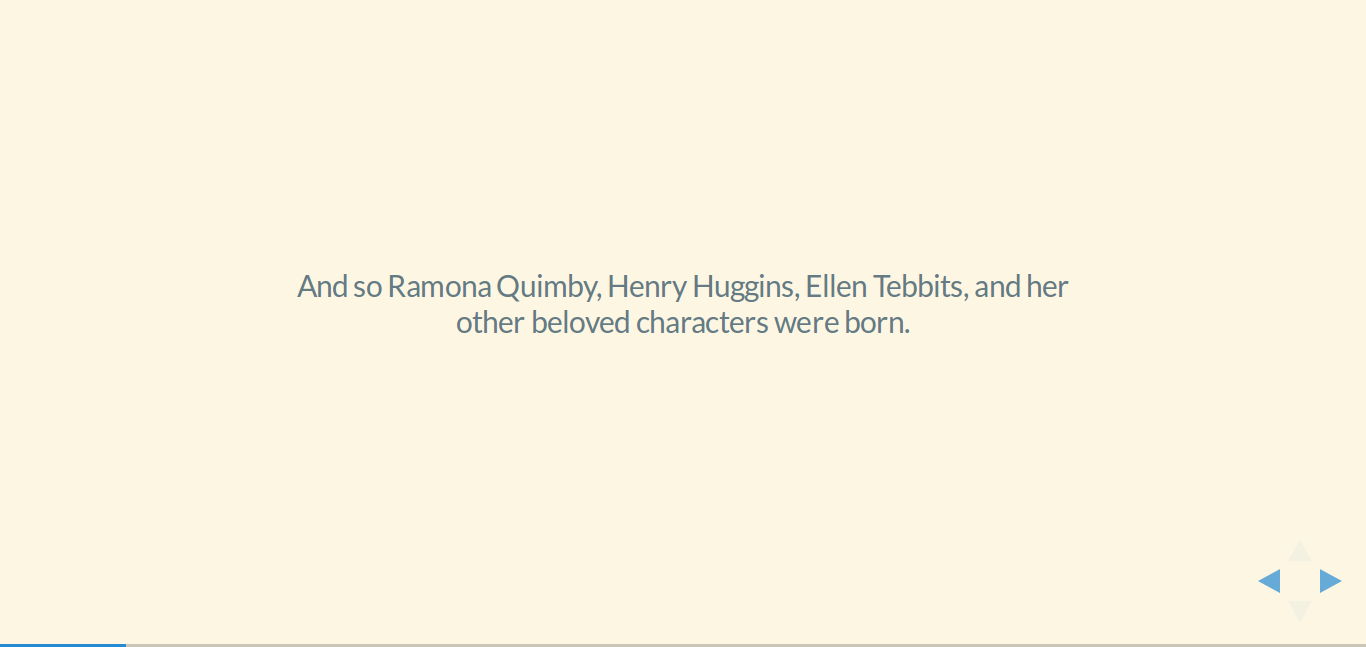 And so Ramona Quimby, Henry Huggins, Ellen Tebbits, and her
other beloved characters were born.